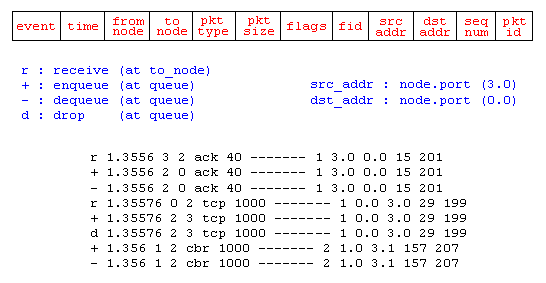 event time from node to node pkt type pkt size flags fid src addr dst addr seq num pkt id
r : receive (at to_node)
+ : enqueue (at queue)
- : dequeue (at queue)
d : drop (at queue)
src_addr : node.port (3.0)
dst_addr : node.port (0.0)
r 1.3556 3 2 ack 40 ------- 1 3.0 0.0 15 201
+ 1.3556 2 0 ack 40 ------- 1 3.0 0.0 15 201
- 1.3556 2 0 ack 40 ------- 1 3.0 0.0 15 201
r 1.35576 0 2 tcp 1000 ------- 1 0.0 3.0 29 199
+ 1.35576 2 3 tcp 1000 ------- 1 0.0 3.0 29 199
d 1.35576 2 3 tcp 1000 ------- 1 0.0 3.0 29 199
+ 1.356 1 2 cbr 1000 ------- 2 1.0 3.1 157 207
- 1.356 1 2 cbr 1000 ------- 2 1.0 3.1 157 207